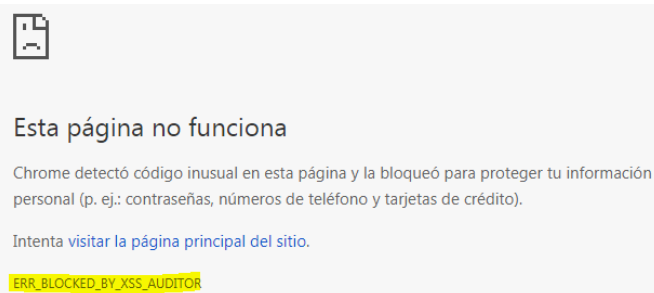 Esta página no funciona
Chrome detectó código inusual en esta página y la bloqueó para proteger tu información
personal (p. ej.: contraseñas, números de teléfono y tarjetas de crédito).
Intenta visitar la página principal del sitio.
ERR_BLOCKED_BY_XSS_AUDITOR